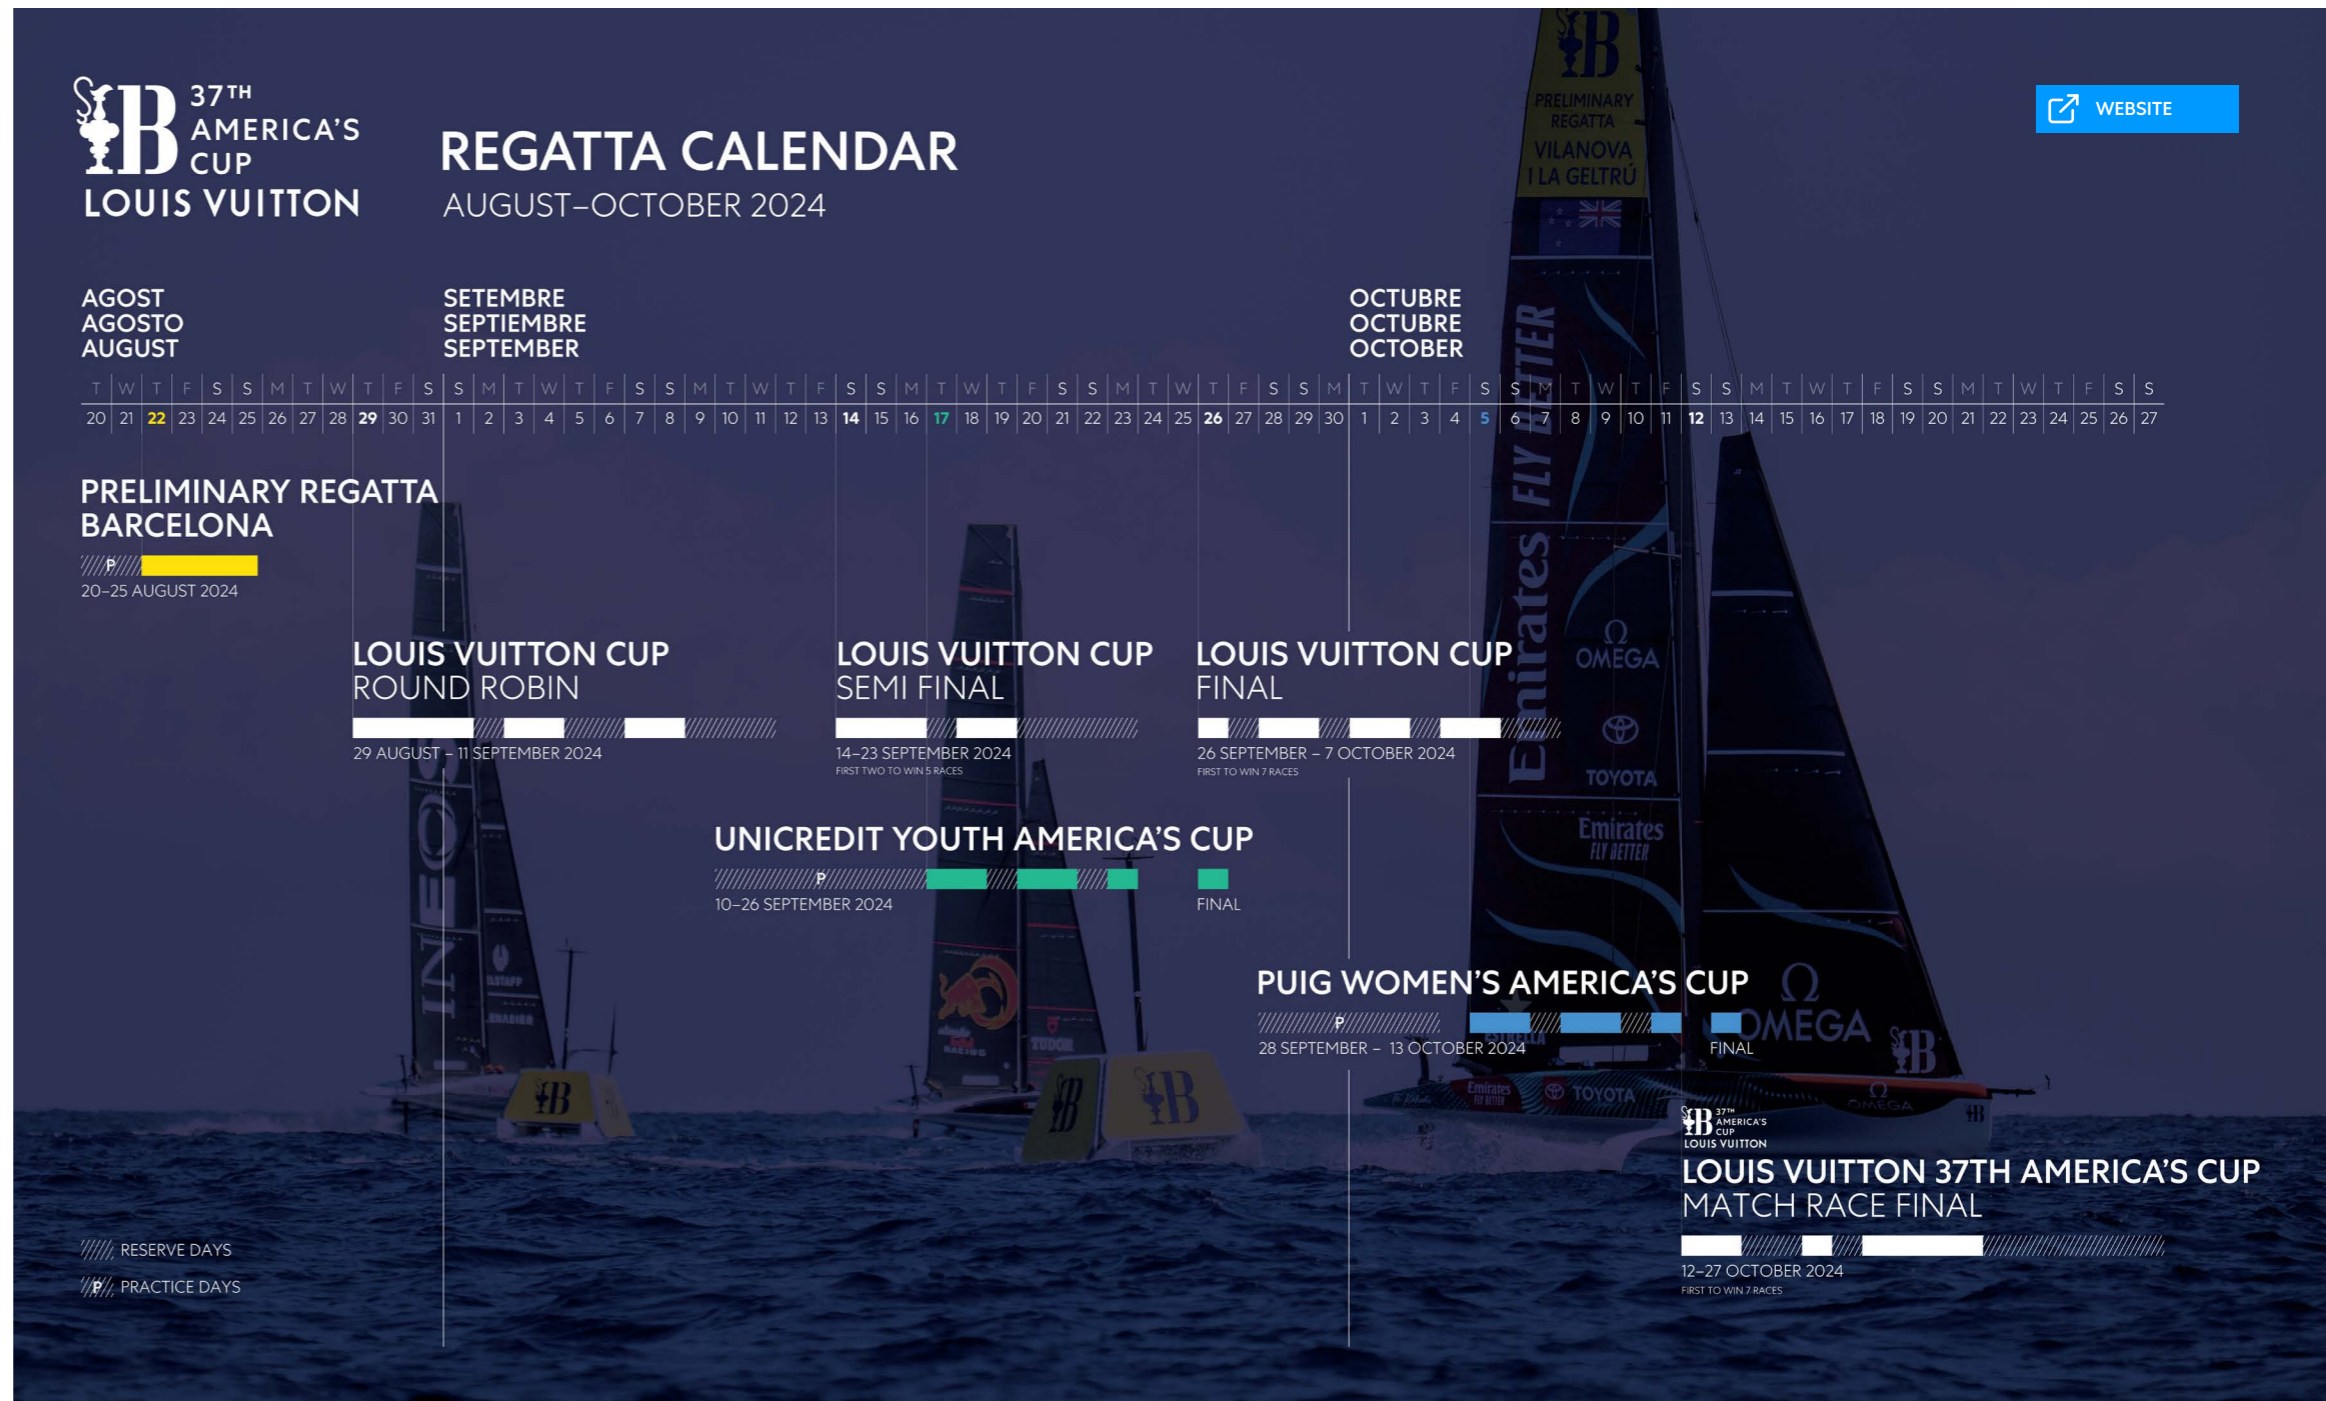 37TH
AMERICA'S
CUP
LOUIS VUITTON
REGATTA CALENDAR
AUGUST–OCTOBER 2024
WEBSITE
PRELIMINARY
REGATTA
VILANOVA
I LA GELTRÚ
AGOST
AGOSTO
AUGUST
SETEMBRE
SEPTIEMBRE
SEPTEMBER
OCTUBRE
OCTUBRE
OCTOBER
T W T F S S M T W T F S S M T W T F S S M T W T F S S M T W T F S S M T W T F S S M T W T F S S M T W T F S S M T W T F S S M T W T F S S
20 21 22 23 24 25 26 27 28 29 30 31 1 2 3 4 5 6 7 8 9 10 11 12 13 14 15 16 17 18 19 20 21 22 23 24 25 26 27 28 29 30 1 2 3 4 5 6 7 8 9 10 11 12 13 14 15 16 17 18 19 20 21 22 23 24 25 26 27
PRELIMINARY REGATTA
BARCELONA
P
20–25 AUGUST 2024
LOUIS VUITTON CUP
ROUND ROBIN
29 AUGUST – 11 SEPTEMBER 2024
LOUIS VUITTON CUP
SEMI FINAL
14–23 SEPTEMBER 2024
FIRST TWO TO WIN 5 RACES
LOUIS VUITTON CUP
FINAL
26 SEPTEMBER – 7 OCTOBER 2024
FIRST TO WIN 7 RACES
Emirates FLY BETTER
OMEGA
TOYOTA
Emirates
FLY BETTER
UNICREDIT YOUTH AMERICA'S CUP
P
10–26 SEPTEMBER 2024
FINAL
INEOS
PUIG WOMEN'S AMERICA'S CUP
P
28 SEPTEMBER – 13 OCTOBER 2024
FINAL
OMEGA
ESTRELLA
RACING
TUDOR
B
B
B
B
Emirates
FLY BETTER
TOYOTA
OMEGA
B
37TH
AMERICA'S
CUP
LOUIS VUITTON
LOUIS VUITTON 37TH AMERICA'S CUP
MATCH RACE FINAL
12–27 OCTOBER 2024
FIRST TO WIN 7 RACES
RESERVE DAYS
P PRACTICE DAYS